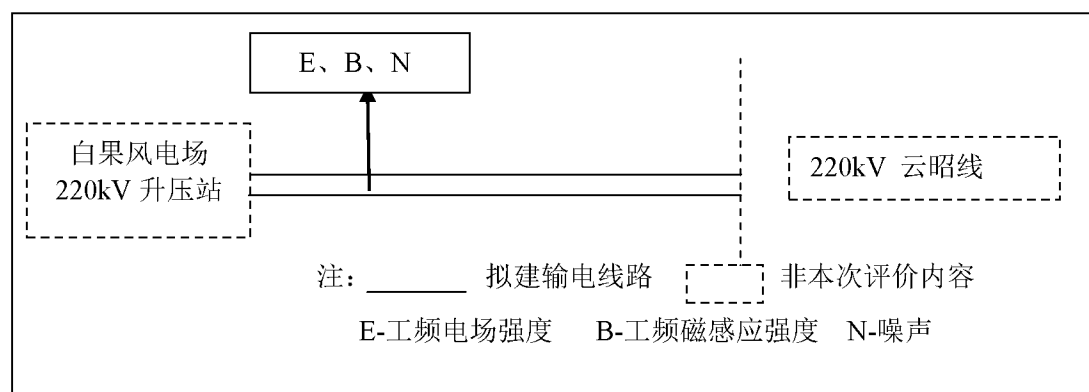 E、B、N
白果风电场
220kV 升压站
220kV 云昭线
注：________ 拟建输电线路 非本次评价内容
E-工频电场强度 B-工频磁感应强度 N-噪声